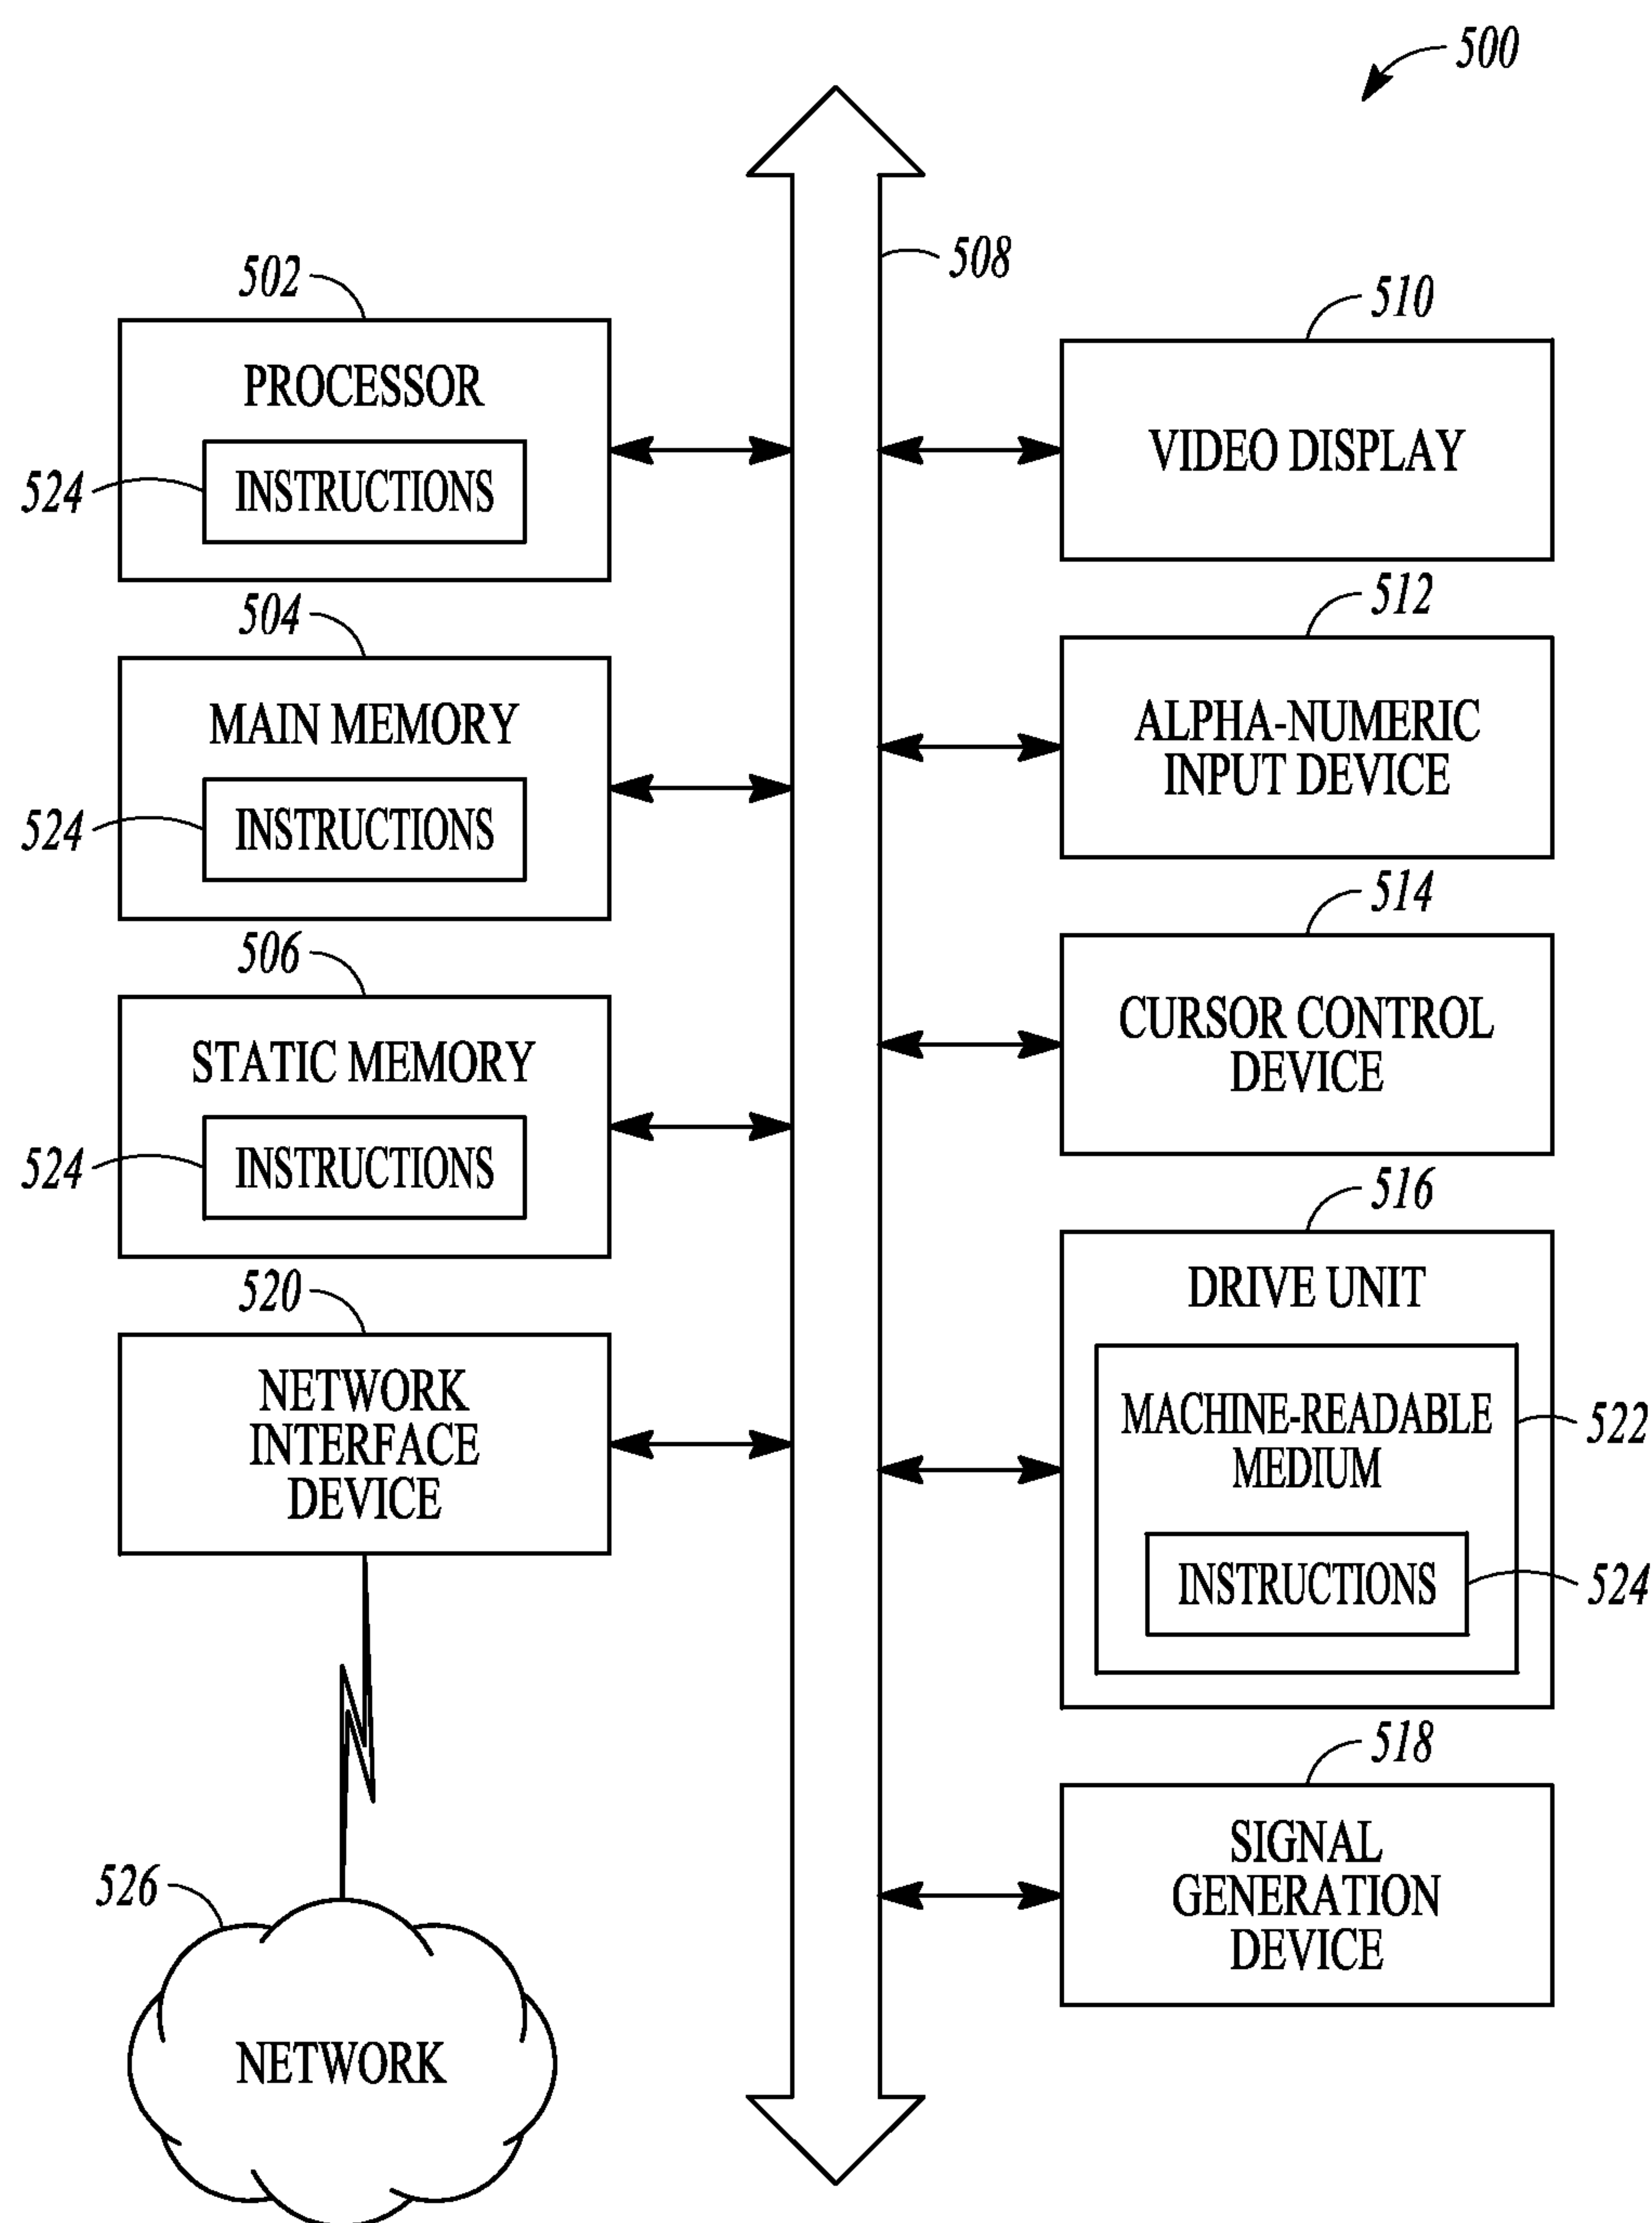 500
508
502
PROCESSOR
524
INSTRUCTIONS
504
MAIN MEMORY
524
INSTRUCTIONS
506
STATIC MEMORY
524
INSTRUCTIONS
520
NETWORK
INTERFACE
DEVICE
526
NETWORK
510
VIDEO DISPLAY
512
ALPHA-NUMERIC
INPUT DEVICE
514
CURSOR CONTROL
DEVICE
516
DRIVE UNIT
MACHINE-READABLE
MEDIUM
522
INSTRUCTIONS
524
518
SIGNAL
GENERATION
DEVICE